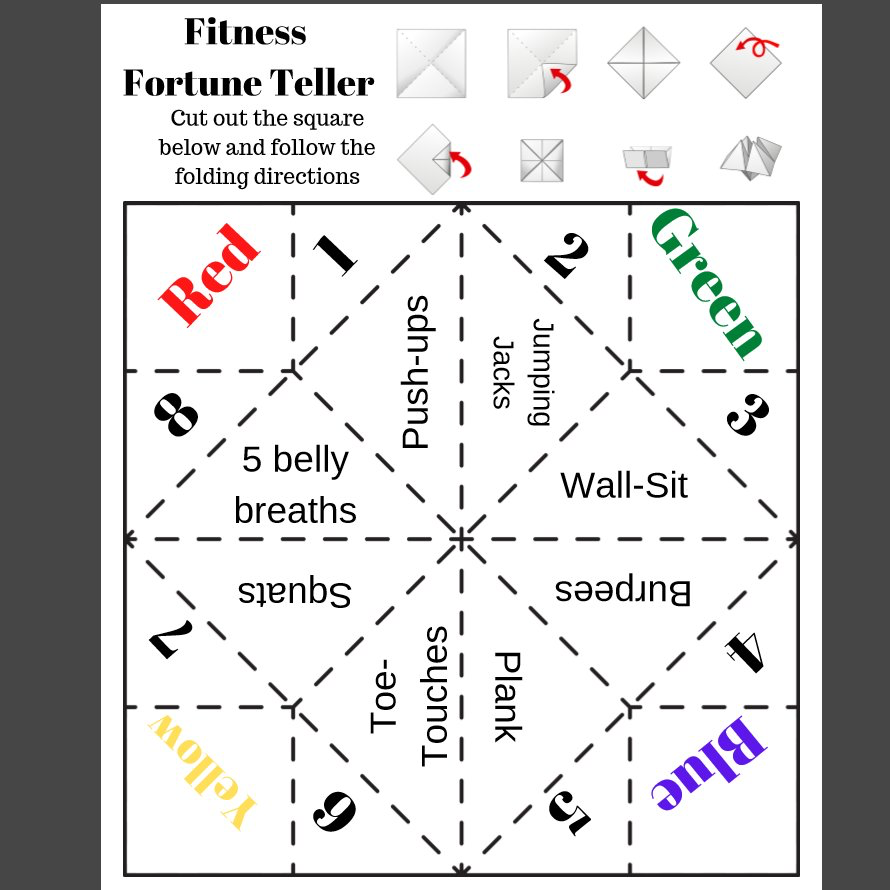 Fitness
Fortune Teller
Cut out the square
below and follow the
folding directions
Red
1
2
Green
Push-ups
Jumping
Jacks
8
3
5 belly
breaths
Wall-Sit
Squats
Burpees
7
4
Toe-
Touches
Plank
Yellow
6
5
Blue